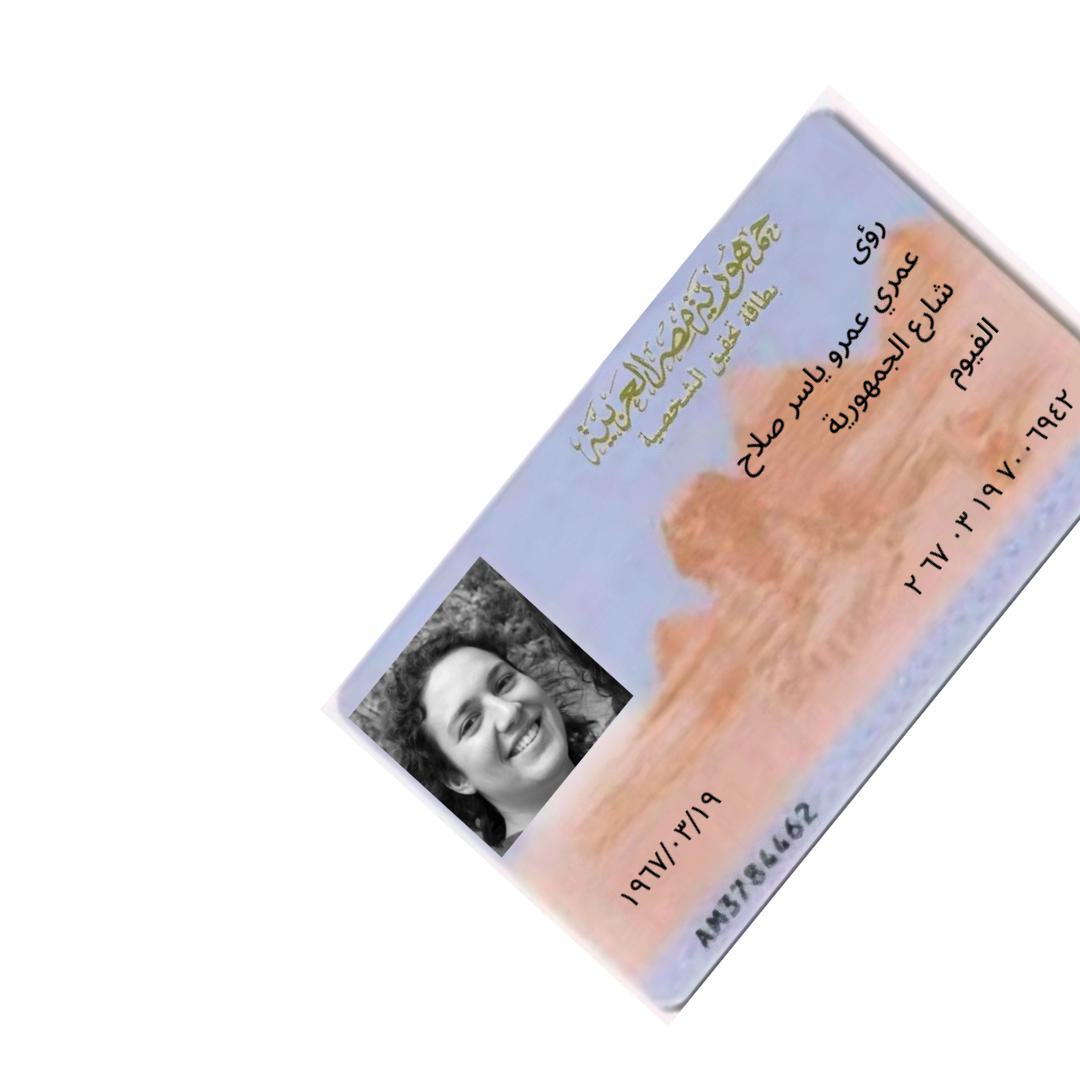 جمهورية مصر العربية
بطاقة تحقيق الشخصية
رؤى
عمري عمرو ياسر صلاح
شارع الجمهورية
الفيوم
٢ ٦٧ ٠٣ ١٩ ٧٠٠٦٩٤٢
١٩٦٧/٠٣/١٩
AM3784462